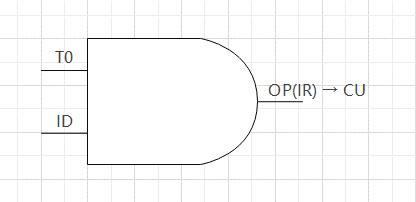 T0
OP(IR) → CU
ID